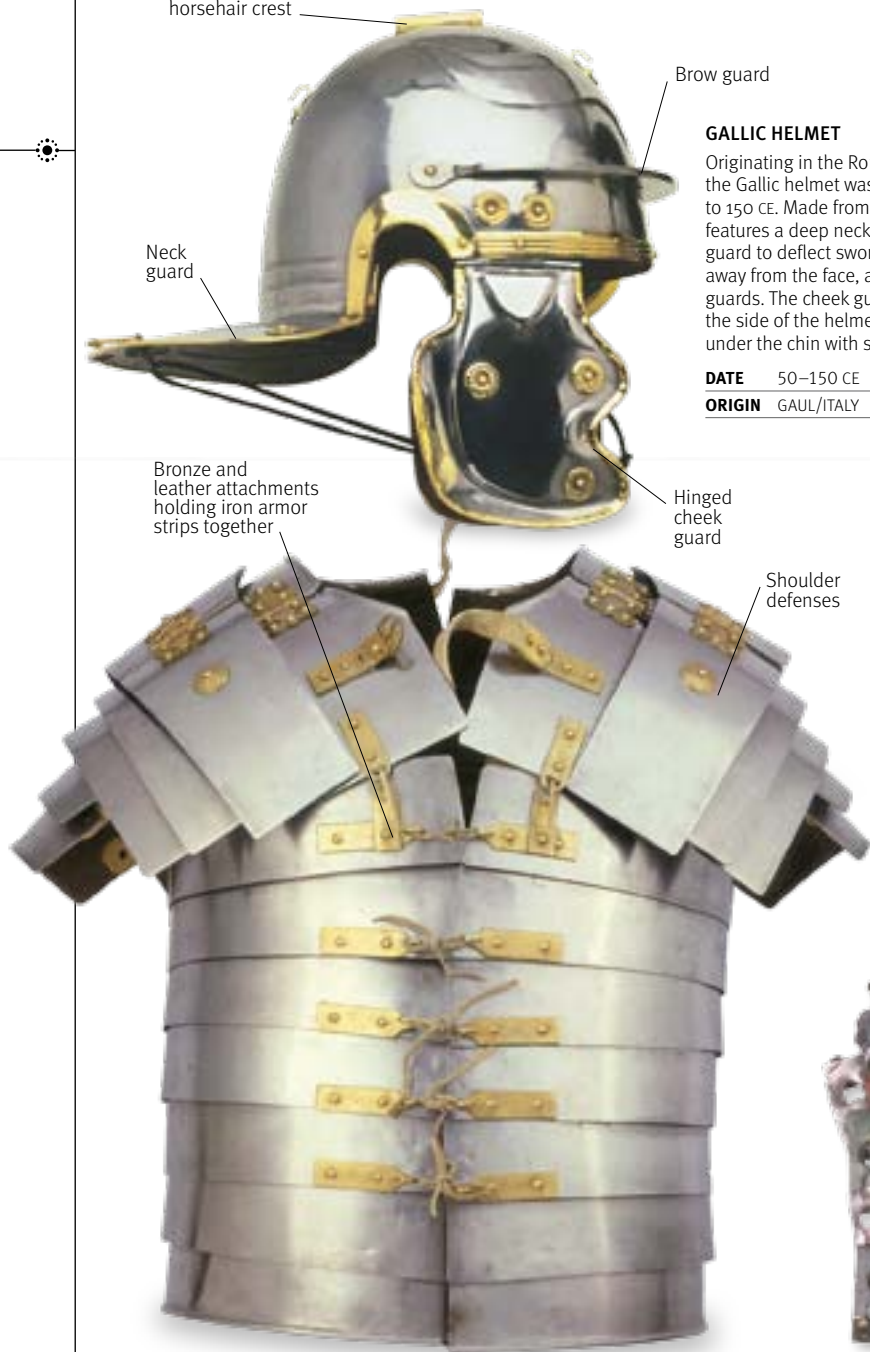 horsehair crest
Brow guard
GALLIC HELMET
Originating in the Ro
the Gallic helmet was
to 150 CE. Made from
features a deep neck
guard to deflect swor
away from the face, a
guards. The cheek gu
the side of the helme
under the chin with s
DATE 50–150 CE
ORIGIN GAUL/ITALY
Neck
guard
Bronze and
leather attachments
holding iron armor
strips together
Hinged
cheek
guard
Shoulder
defenses